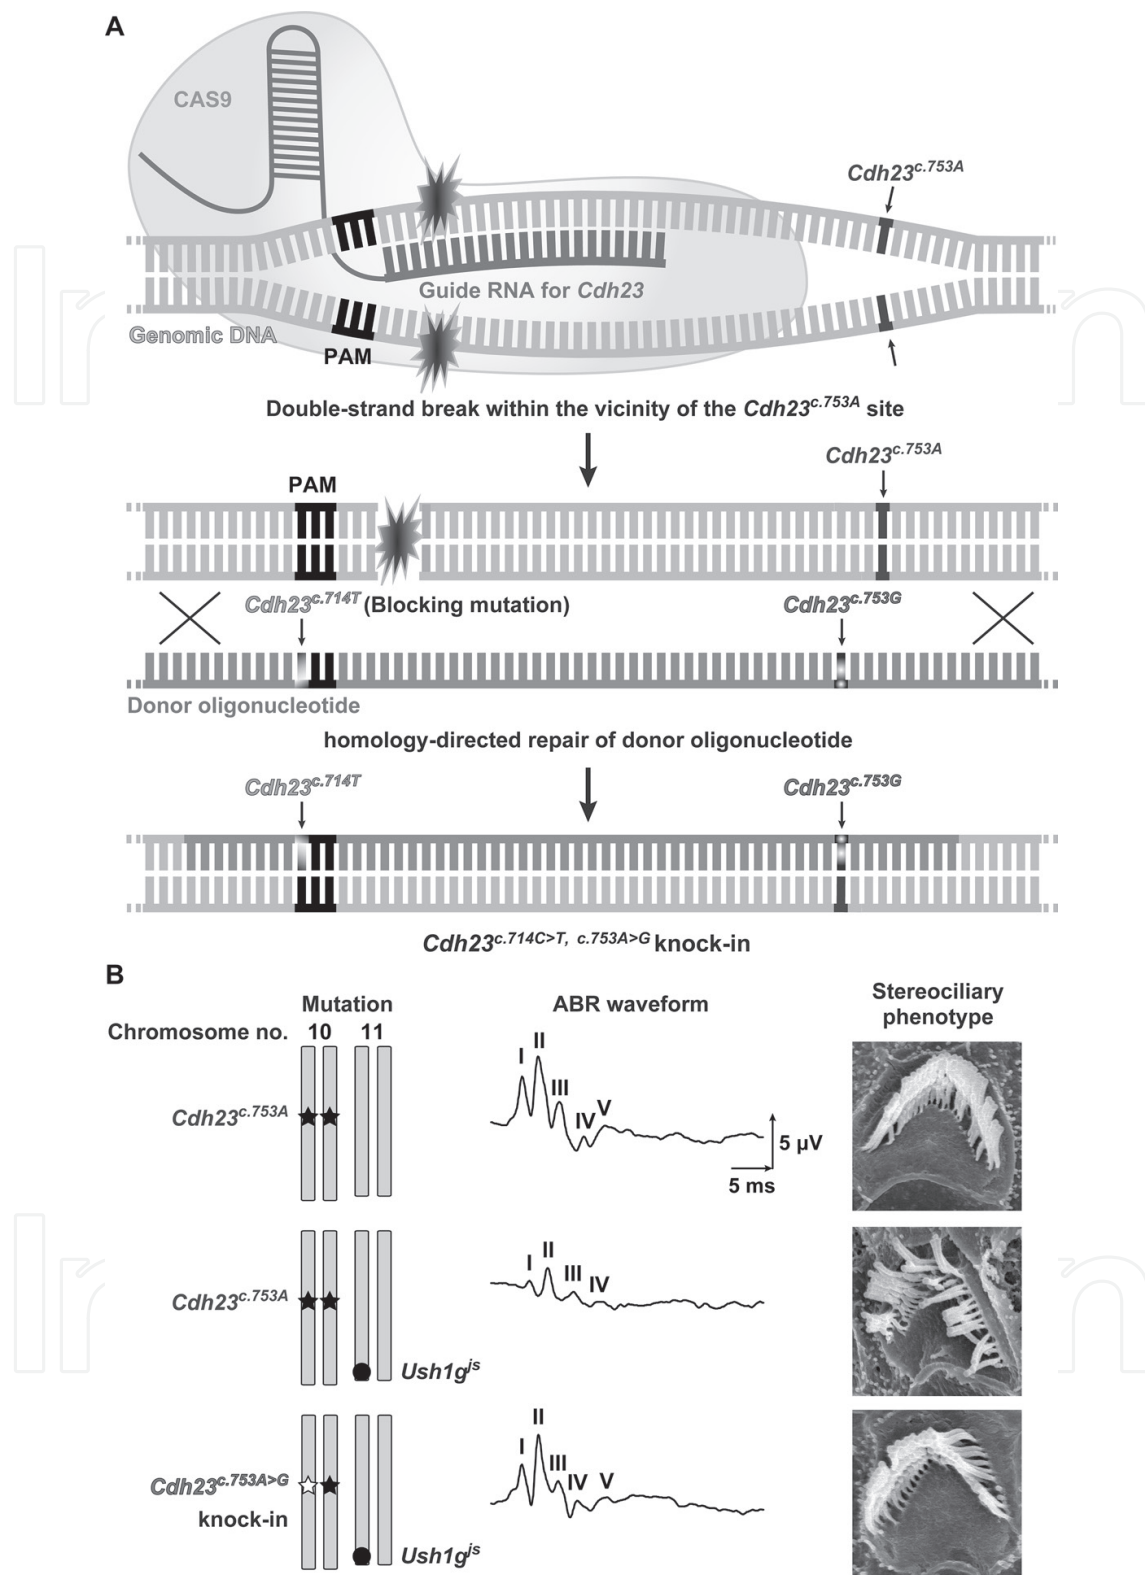 A
CAS9
Cdh23c.753A
Guide RNA for Cdh23
Genomic DNA
PAM
Double-strand break within the vicinity of the Cdh23c.753A site
Cdh23c.753A
PAM
Cdh23c.714T (Blocking mutation)
Cdh23c.753G
Donor oligonucleotide
homology-directed repair of donor oligonucleotide
Cdh23c.714T
Cdh23c.753G
Cdh23c.714C>T, c.753A>G knock-in
B
Mutation
ABR waveform
Stereociliary
phenotype
Chromosome no. 10 11
I II III IV V
Cdh23c.753A
5 µV
5 ms
I II III IV
Cdh23c.753A
Ush1gjs
I II III IV V
Cdh23c.753A>G
knock-in
Ush1gjs